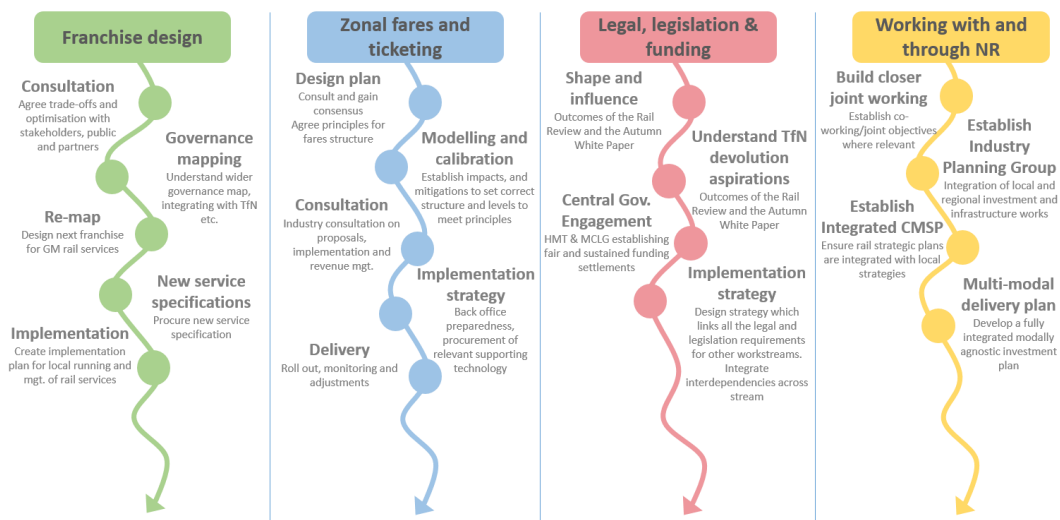 Franchise design
Consultation
Agree trade-offs and
optimisation with
stakeholders, public
and partners
Governance
mapping
Understand wider
governance map,
integrating with TfN
etc.
Re-map
Design next franchise
for GM rail services
New service
specifications
Procure new service
specification
Implementation
Create implementation
plan for local running and
mgt. of rail services
Zonal fares and
ticketing
Design plan
Consult and gain
consensus
Agree principles for
fares structure
Modelling and
calibration
Establish impacts, and
mitigations to set correct
structure and levels to
meet principles
Consultation
Industry consultation on
proposals,
implementation and
revenue mgt.
Implementation
strategy
Back office
preparedness,
procurement of
relevant supporting
technology
Delivery
Roll out, monitoring and
adjustments
Legal, legislation &
funding
Shape and
influence
Outcomes of the Rail
Review and the Autumn
White Paper
Understand TfN
devolution
aspirations
Outcomes of the Rail
Review and the Autumn
White Paper
Central Gov.
Engagement
HMT & MCLG establishing
fair and sustained funding
settlements
Implementation
strategy
Design strategy which
links all the legal and
legislation requirements
for other workstreams.
Integrate
interdependencies across
stream
Working with and
through NR
Build closer
joint working
Establish co-
working/joint objectives
where relevant
Establish
Industry
Planning Group
Integration of local and
regional investment and
infrastructure works
Establish
Integrated CMSP
Ensure rail strategic plans
are integrated with local
strategies
Multi-modal
delivery plan
Develop a fully
integrated modally
agnostic investment
plan